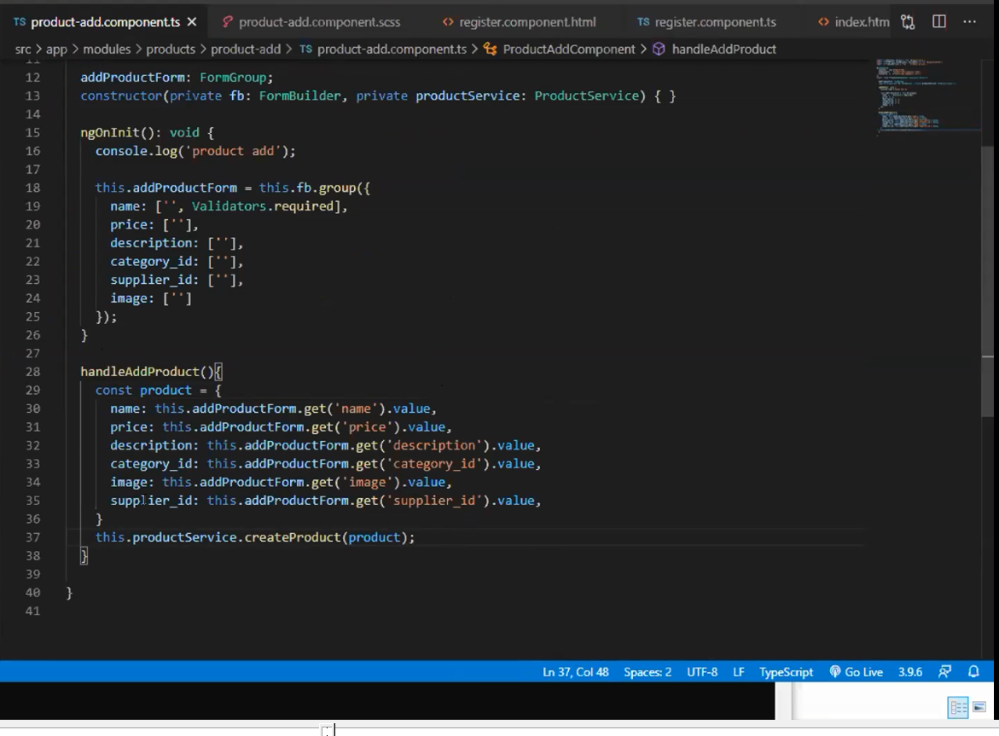 TS product-add.component.ts product-add.component.scss register.component.html TS register.component.ts index.htm
src > app > modules > products > product-add > TS product-add.component.ts > ProductAddComponent > handleAddProduct
11
12 addProductForm: FormGroup;
13 constructor(private fb: FormBuilder, private productService: ProductService) { }
14
15 ngOnInit(): void {
16 console.log('product add');
17
18 this.addProductForm = this.fb.group({
19 name: ['', Validators.required],
20 price: [''],
21 description: [''],
22 category_id: [''],
23 supplier_id: [''],
24 image: ['']
25 });
26 }
27
28 handleAddProduct(){
29 const product = {
30 name: this.addProductForm.get('name').value,
31 price: this.addProductForm.get('price').value,
32 description: this.addProductForm.get('description').value,
33 category_id: this.addProductForm.get('category_id').value,
34 image: this.addProductForm.get('image').value,
35 supplier_id: this.addProductForm.get('supplier_id').value,
36 }
37 this.productService.createProduct(product);
38 }
39
40 }
41
Ln 37, Col 48 Spaces: 2 UTF-8 LF TypeScript Go Live 3.9.6